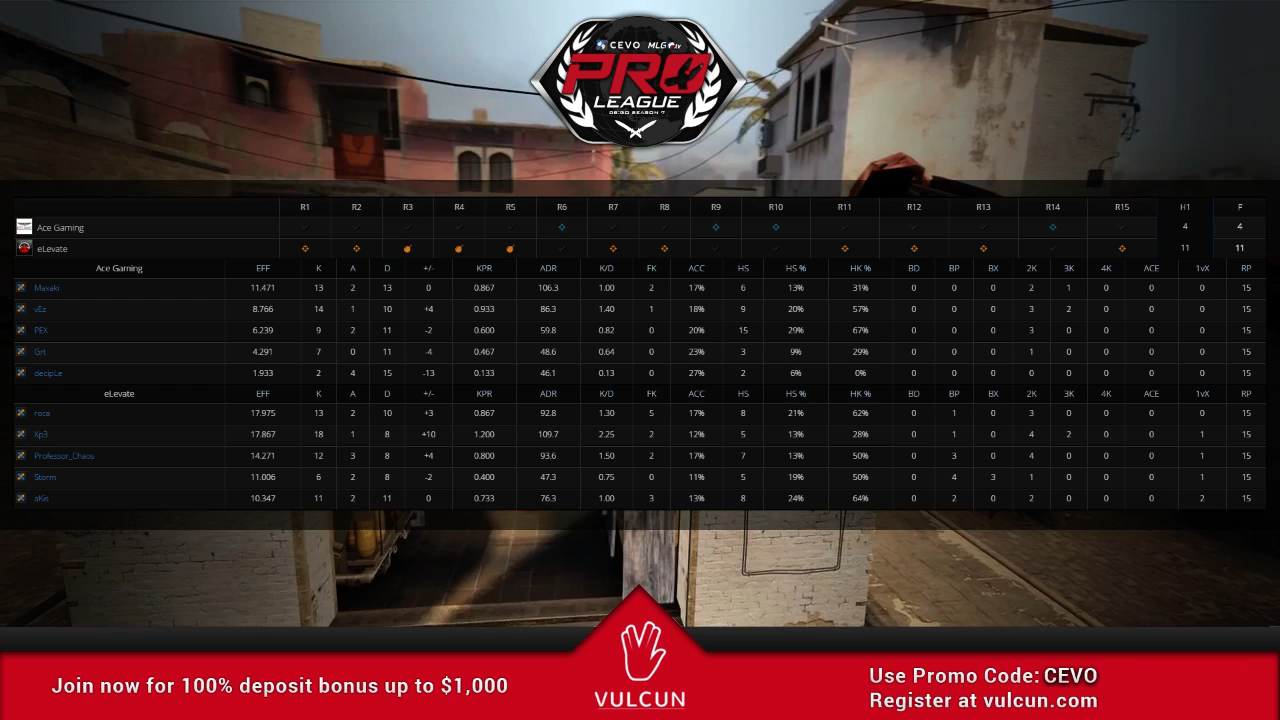 CEVO MLG.tv
PRO
LEAGUE
CS:GO SEASON 7
R1 R2 R3 R4 R5 R6 R7 R8 R9 R10 R11 R12 R13 R14 R15 H1 F
Ace Gaming 4 4
eLevate 11 11
Ace Gaming EFF K A D +/- KPR ADR K/D FK ACC HS HS % HK % BD BP BX 2K 3K 4K ACE 1vX RP
Maxaki 11.471 13 2 13 0 0.867 106.3 1.00 2 17% 6 13% 31% 0 0 0 2 1 0 0 0 15
vEz 8.766 14 1 10 +4 0.933 86.3 1.40 1 18% 9 20% 57% 0 0 0 3 2 0 0 0 15
PEX 6.239 9 2 11 -2 0.600 59.8 0.82 0 20% 15 29% 67% 0 0 0 3 0 0 0 0 15
Grt 4.291 7 0 11 -4 0.467 48.6 0.64 0 23% 3 9% 29% 0 0 0 1 0 0 0 0 15
decipLe 1.933 2 4 15 -13 0.133 46.1 0.13 0 27% 2 6% 0% 0 0 0 0 0 0 0 0 15
eLevate EFF K A D +/- KPR ADR K/D FK ACC HS HS % HK % BD BP BX 2K 3K 4K ACE 1vX RP
roca 17.975 13 2 10 +3 0.867 92.8 1.30 5 17% 8 21% 62% 0 1 0 3 0 0 0 0 15
Xp3 17.867 18 1 8 +10 1.200 109.7 2.25 2 12% 5 13% 28% 0 1 0 4 2 0 0 1 15
Professor_Chaos 14.271 12 3 8 +4 0.800 93.6 1.50 2 17% 7 13% 50% 0 3 0 4 0 0 0 1 15
Storm 11.006 6 2 8 -2 0.400 47.3 0.75 0 11% 5 19% 50% 0 4 3 1 0 0 0 1 15
aKis 10.347 11 2 11 0 0.733 76.3 1.00 3 13% 8 24% 64% 0 2 0 2 0 0 0 2 15
Join now for 100% deposit bonus up to $1,000
VULCUN
Use Promo Code: CEVO
Register at vulcun.com